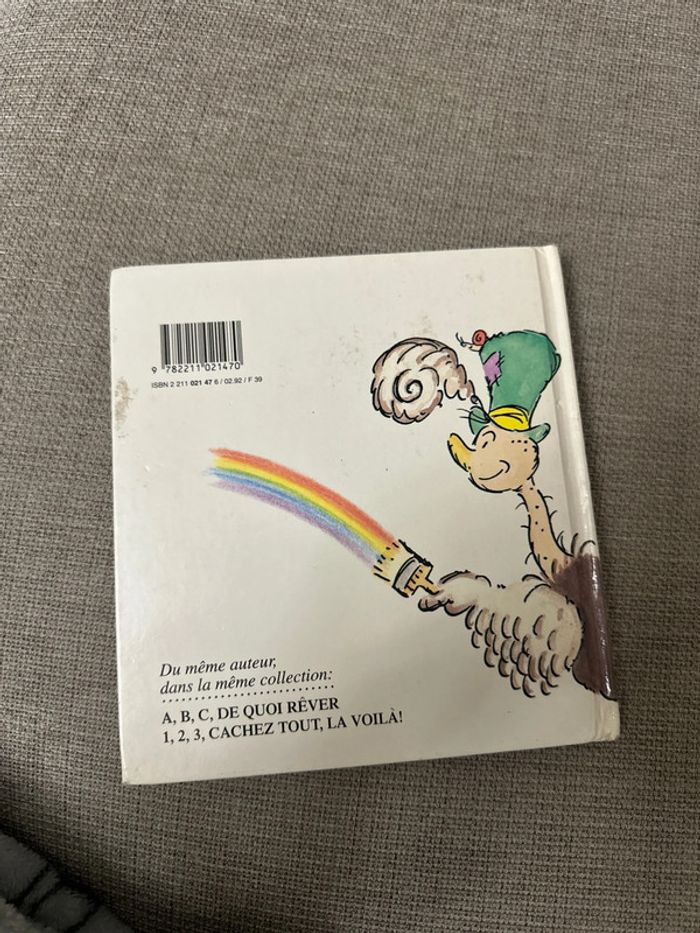 9 782211 021470
ISBN 2 211 021 47 6 / 02.92 / F 39
Du même auteur,
dans la même collection:
A, B, C, DE QUOI RÊVER
1, 2, 3, CACHEZ TOUT, LA VOILÀ!